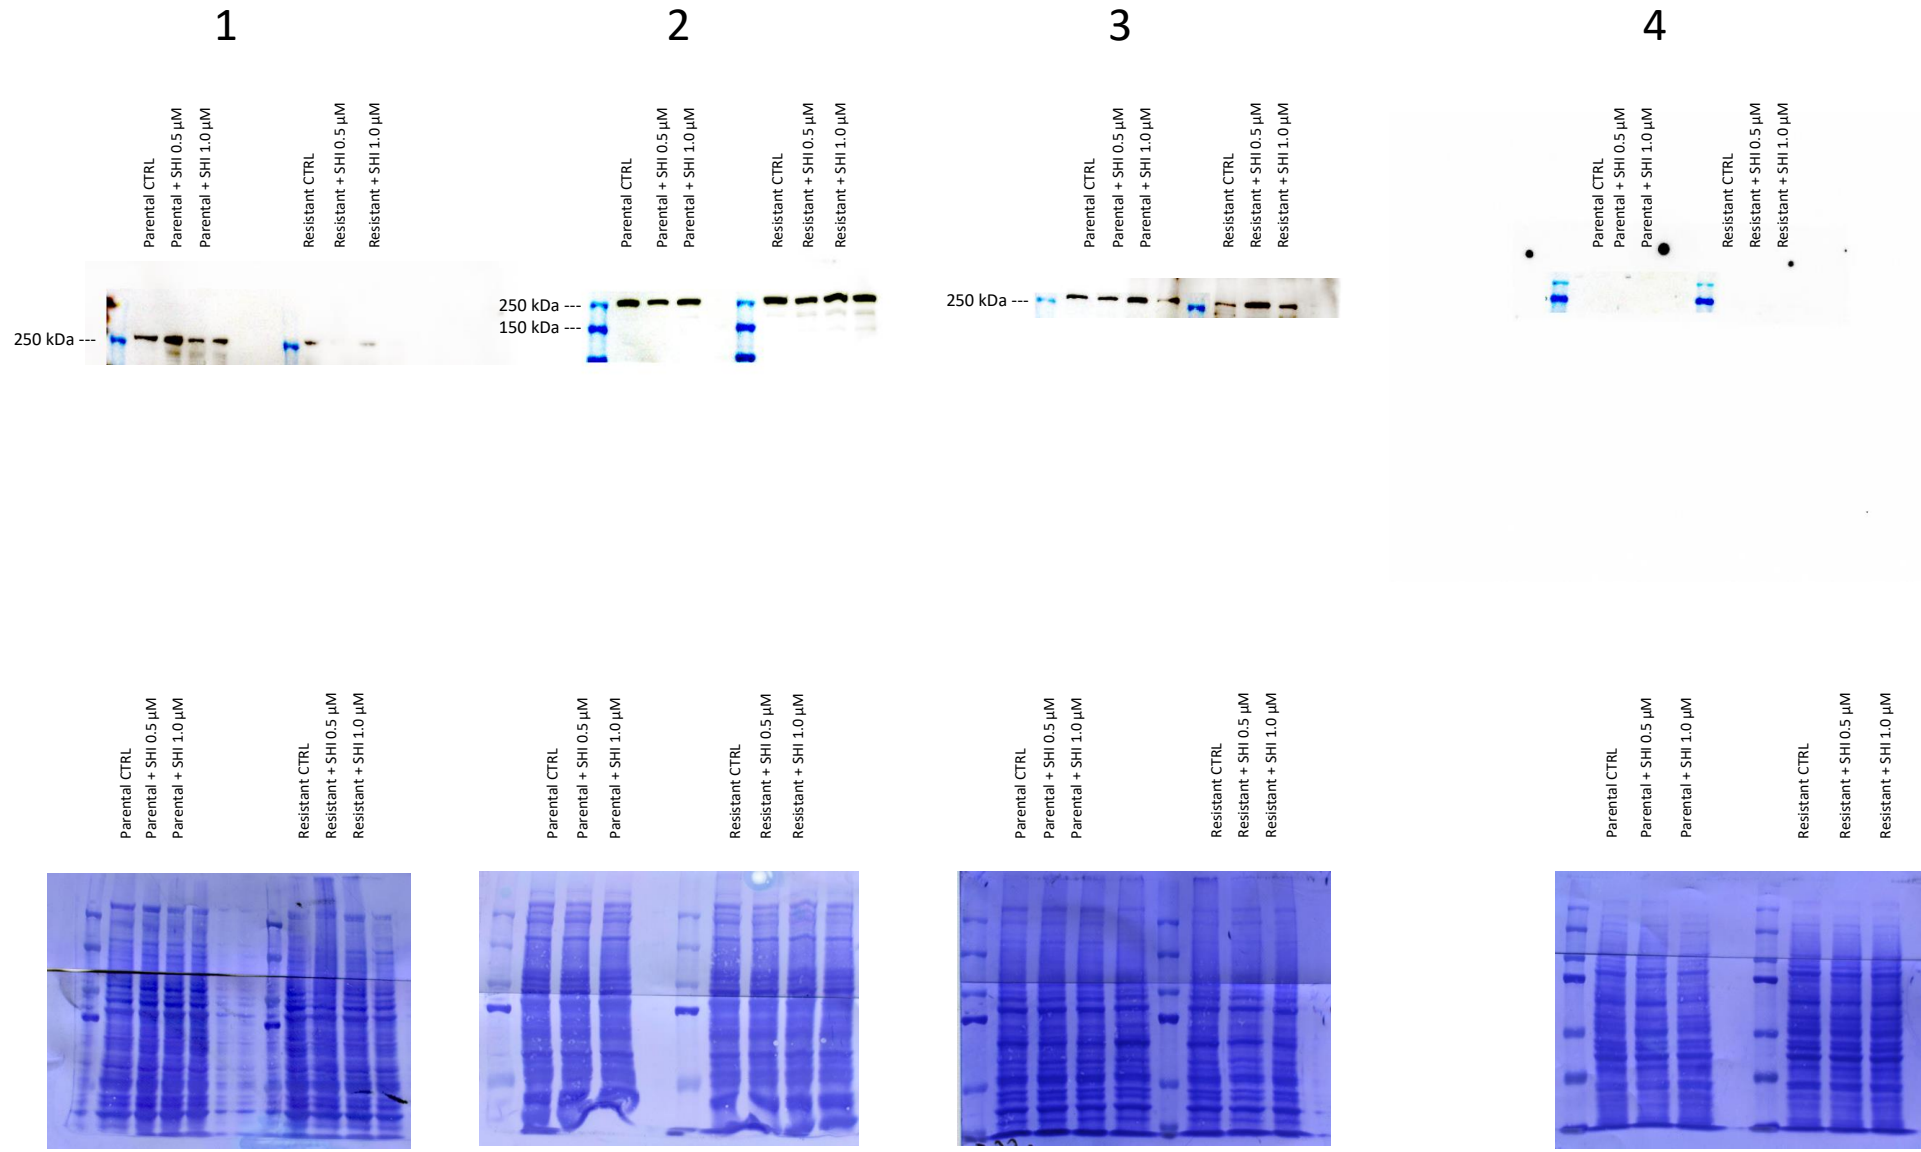 1
2
3
4
Parental CTRL
Parental + SHI 0.5 µM
Parental + SHI 1.0 µM
Resistant CTRL
Resistant + SHI 0.5 µM
Resistant + SHI 1.0 µM
Parental CTRL
Parental + SHI 0.5 µM
Parental + SHI 1.0 µM
Resistant CTRL
Resistant + SHI 0.5 µM
Resistant + SHI 1.0 µM
Parental CTRL
Parental + SHI 0.5 µM
Parental + SHI 1.0 µM
Resistant CTRL
Resistant + SHI 0.5 µM
Resistant + SHI 1.0 µM
Parental CTRL
Parental + SHI 0.5 µM
Parental + SHI 1.0 µM
Resistant CTRL
Resistant + SHI 0.5 µM
Resistant + SHI 1.0 µM
250 kDa ---
250 kDa ---
150 kDa ---
250 kDa ---
Parental CTRL
Parental + SHI 0.5 µM
Parental + SHI 1.0 µM
Resistant CTRL
Resistant + SHI 0.5 µM
Resistant + SHI 1.0 µM
Parental CTRL
Parental + SHI 0.5 µM
Parental + SHI 1.0 µM
Resistant CTRL
Resistant + SHI 0.5 µM
Resistant + SHI 1.0 µM
Parental CTRL
Parental + SHI 0.5 µM
Parental + SHI 1.0 µM
Resistant CTRL
Resistant + SHI 0.5 µM
Resistant + SHI 1.0 µM
Parental CTRL
Parental + SHI 0.5 µM
Parental + SHI 1.0 µM
Resistant CTRL
Resistant + SHI 0.5 µM
Resistant + SHI 1.0 µM